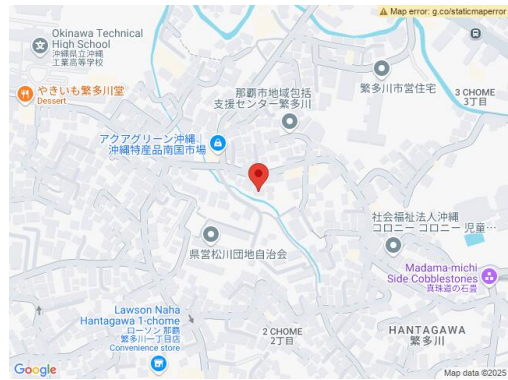 Map error: g.co/staticmaperror
Okinawa Technical
High School
沖縄県立沖縄
工業高等学校
やきいも繁多川堂
Dessert
那覇市地域包括
支援センター繁多川
繁多川市営住宅
3 CHOME
3丁目
アクアグリーン沖縄
沖縄特産品南国市場
社会福祉法人沖縄
コロニー コロニー 児童…
県営松川団地自治会
Madama-michi
Side Cobblestones
真珠道の石畳
Lawson Naha
Hantagawa 1-chome
ローソン 那覇
繁多川一丁目店
Convenience store
2 CHOME
2丁目
HANTAGAWA
繁多川
Google
Map data ©2025